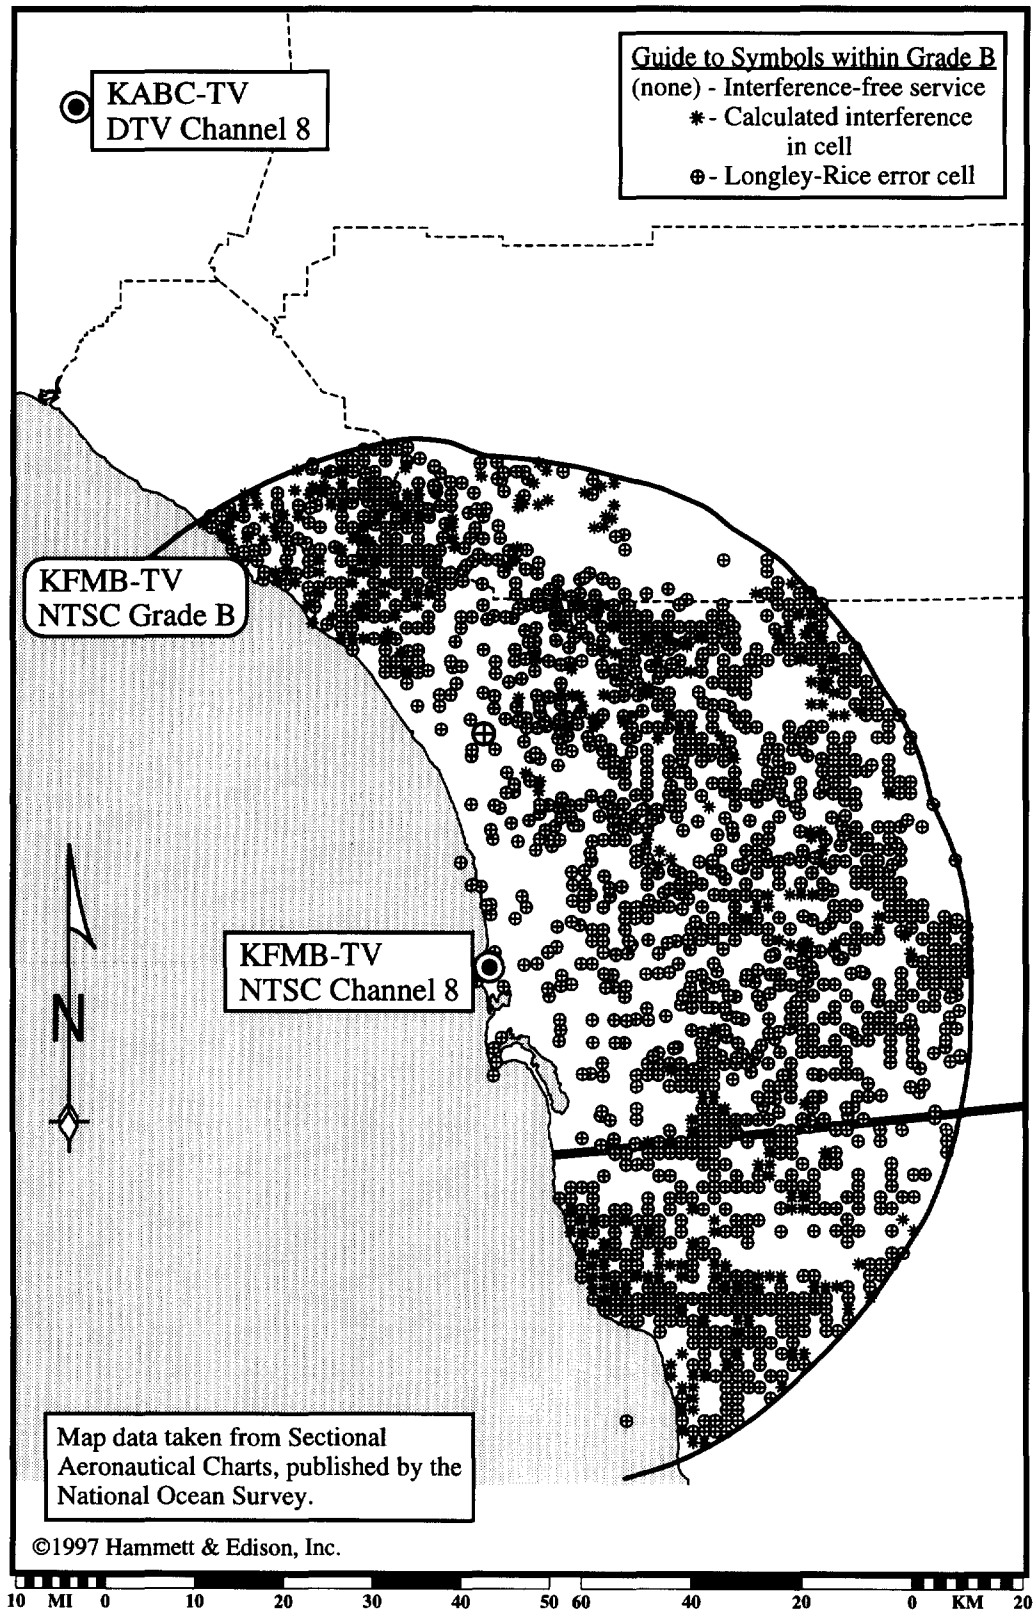 KABC-TV
DTV Channel 8
Guide to Symbols within Grade B
(none) - Interference-free service
* - Calculated interference
in cell
⊕ - Longley-Rice error cell
KFMB-TV
NTSC Grade B
KFMB-TV
NTSC Channel 8
N
Map data taken from Sectional
Aeronautical Charts, published by the
National Ocean Survey.
©1997 Hammett & Edison, Inc.
10 MI 0 10 20 30 40 50 60 40 20 0 KM 20